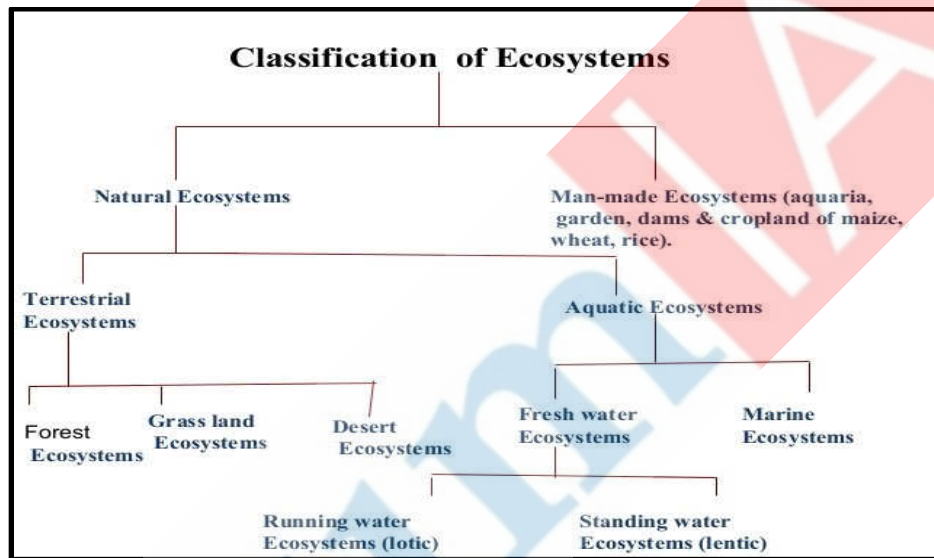 Classification of Ecosystems
Natural Ecosystems
Man-made Ecosystems (aquaria,
garden, dams & cropland of maize,
wheat, rice).
Terrestrial
Ecosystems
Aquatic Ecosystems
Forest
Ecosystems
Grass land
Ecosystems
Desert
Ecosystems
Fresh water
Ecosystems
Marine
Ecosystems
Running water
Ecosystems (lotic)
Standing water
Ecosystems (lentic)